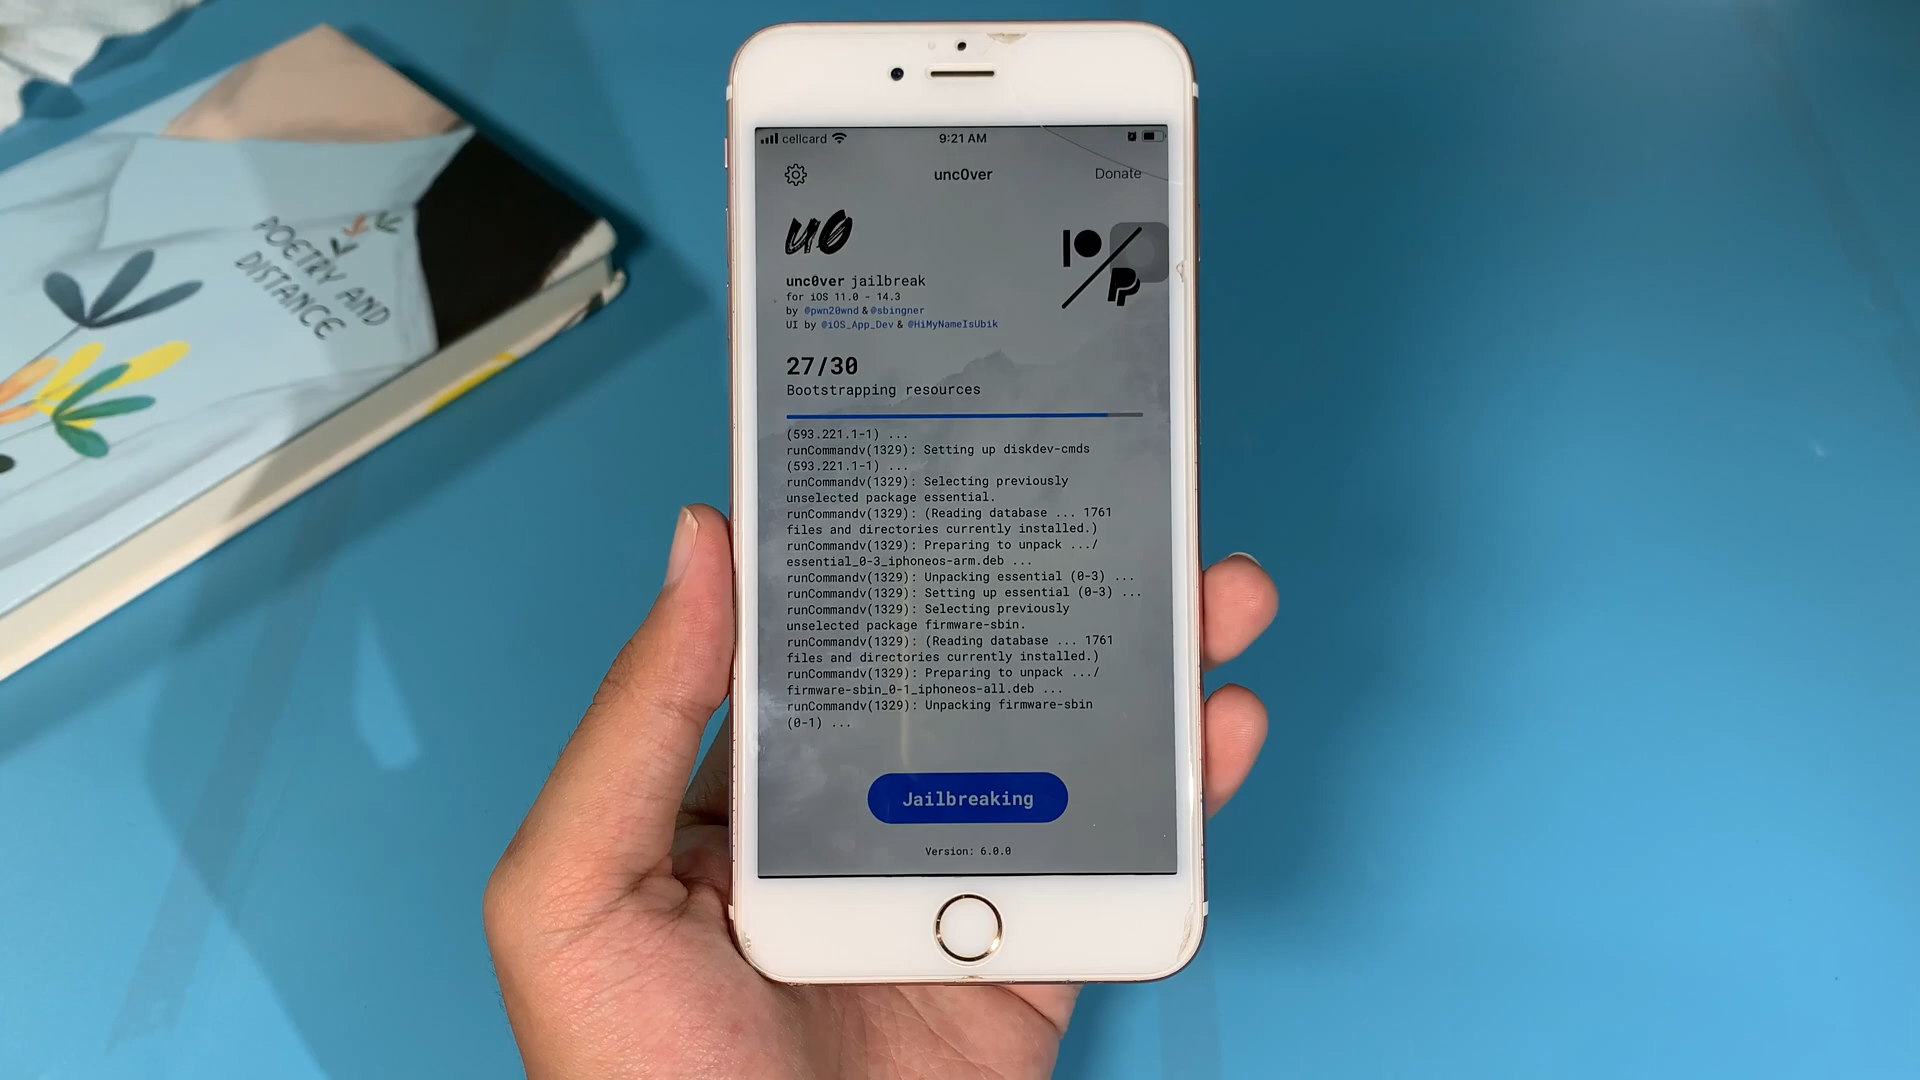 POETRY AND
DISTANCE
cellcard
9:21 AM
unc0ver
Donate
u0
unc0ver jailbreak
for iOS 11.0 - 14.3
by @pwn20wnd & @sbingner
UI by @iOS_App_Dev & @HiMyNameIsUbik
27/30
Bootstrapping resources
(593.221.1-1) ...
runCommandv(1329): Setting up diskdev-cmds
(593.221.1-1) ...
runCommandv(1329): Selecting previously
unselected package essential.
runCommandv(1329): (Reading database ... 1761
files and directories currently installed.)
runCommandv(1329): Preparing to unpack .../
essential_0-3_iphoneos-arm.deb ...
runCommandv(1329): Unpacking essential (0-3) ...
runCommandv(1329): Setting up essential (0-3) ...
runCommandv(1329): Selecting previously
unselected package firmware-sbin.
runCommandv(1329): (Reading database ... 1761
files and directories currently installed.)
runCommandv(1329): Preparing to unpack .../
firmware-sbin_0-1_iphoneos-all.deb ...
runCommandv(1329): Unpacking firmware-sbin
(0-1) ...
Jailbreaking
Version: 6.0.0